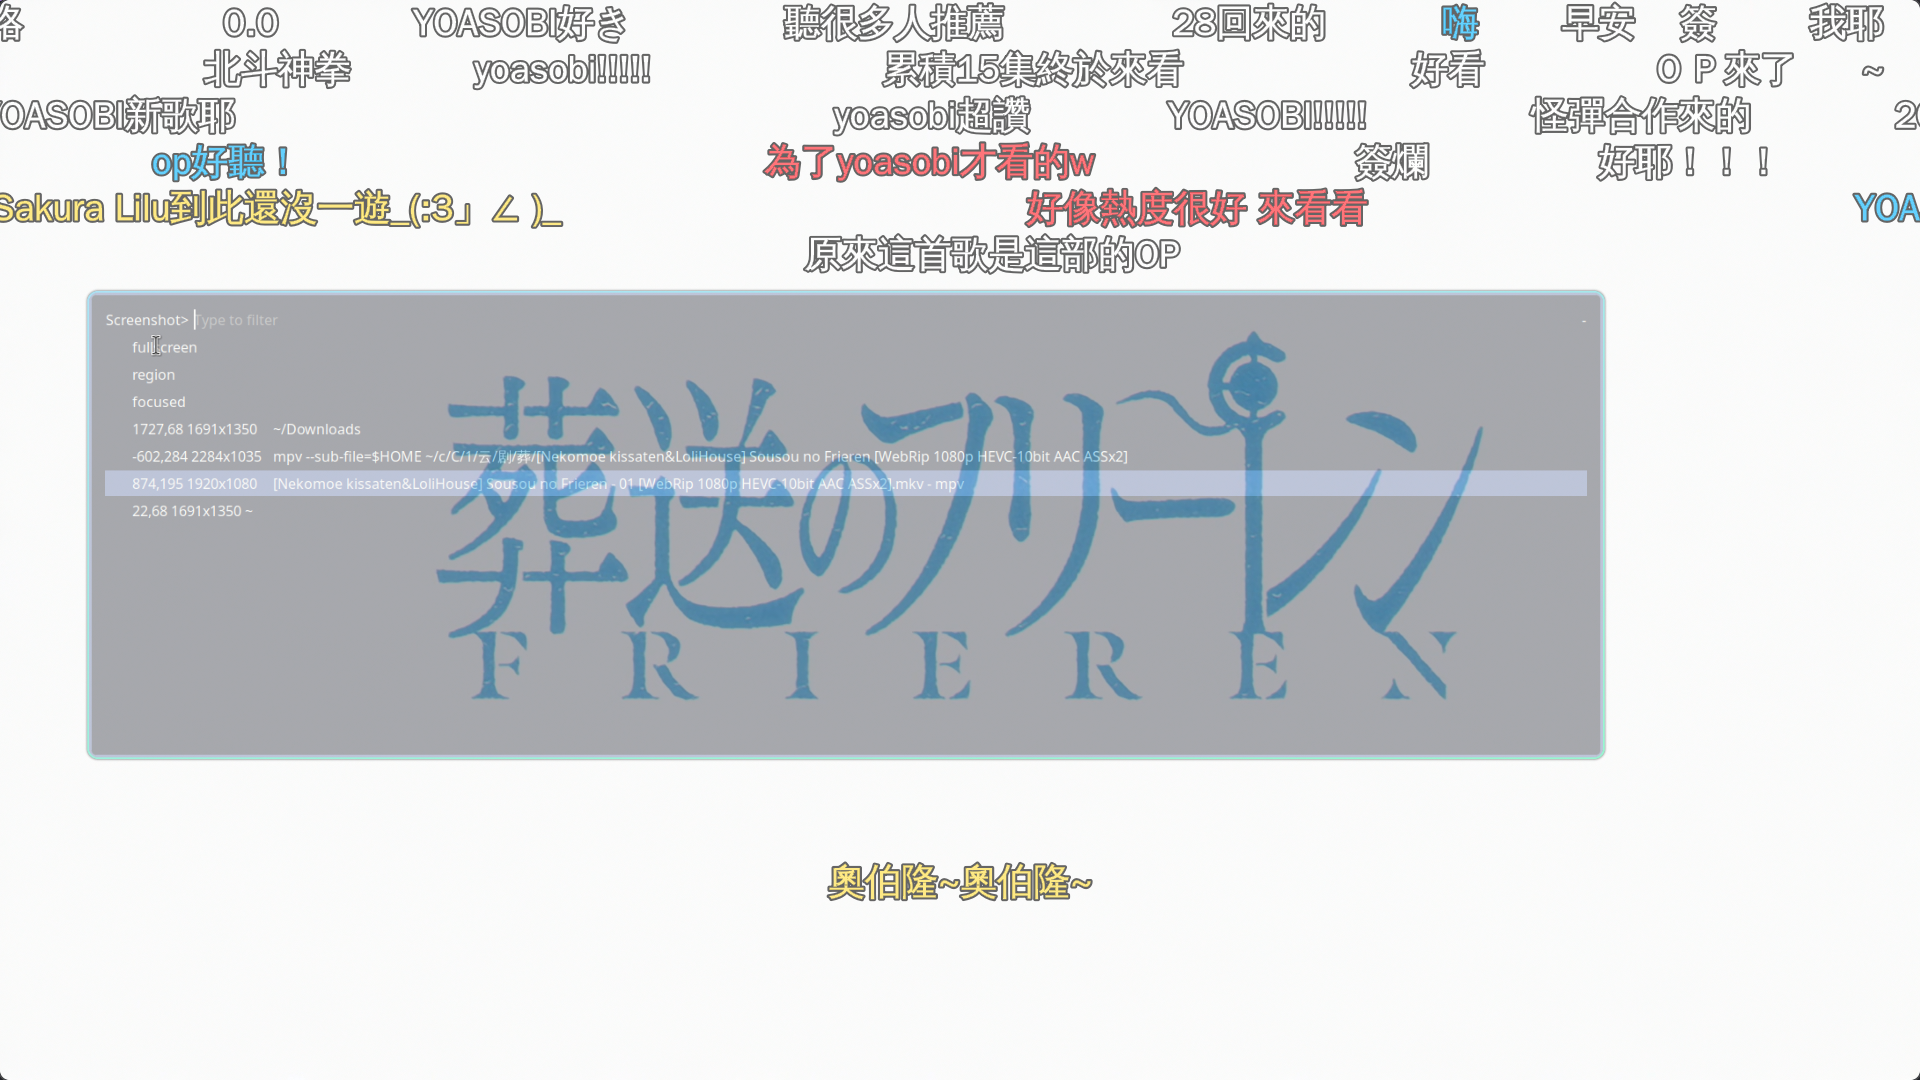 洛 0.0 YOASOBI好き 聽很多人推薦 28回來的 嗨 早安 簽 我耶
北斗神拳 yoasobi!!!!! 累積15集終於來看 好看 ＯＰ來了 ~
YOASOBI新歌耶 yoasobi超讚 YOASOBI!!!!! 怪彈合作來的
op好聽！ 為了yoasobi才看的w 簽爛 好耶！！！
Sakura Lilu到此還沒一遊_(:3」∠ )_ 好像熱度很好 來看看 YOA
原來這首歌是這部的OP
Screenshot> Type to filter -
fullscreen
region
focused
1727,68 1691x1350 ~/Downloads
-602,284 2284x1035 mpv --sub-file=$HOME ~/c/C/1/云/剧/葬/[Nekomoe kissaten&LoliHouse] Sousou no Frieren [WebRip 1080p HEVC-10bit AAC ASSx2]
874,195 1920x1080 [Nekomoe kissaten&LoliHouse] Sousou no Frieren - 01 [WebRip 1080p HEVC-10bit AAC ASSx2].mkv - mpv
22,68 1691x1350 ~
葬送のフリーレン
FRIEREN
奧伯隆~奧伯隆~